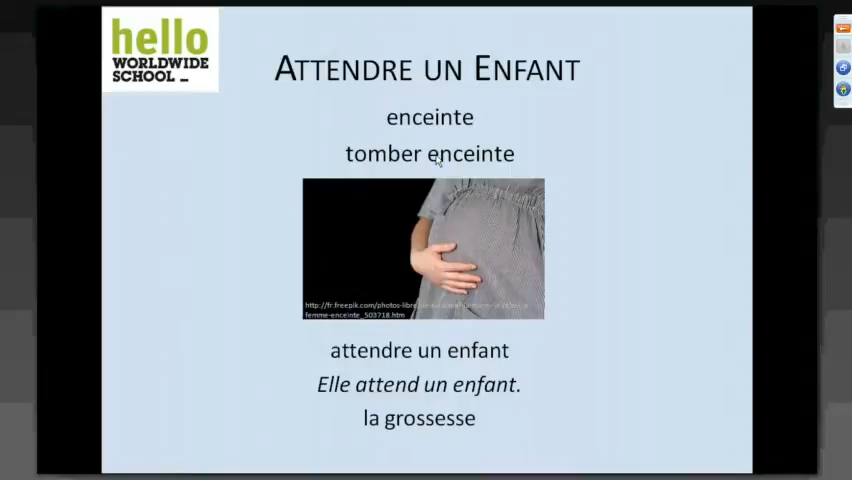 hello
WORLDWIDE
SCHOOL
ATTENDRE UN ENFANT
enceinte
tomber enceinte
http://fr.freepik.com/photos-libre
femme-enceinte_503718.htm
attendre un enfant
Elle attend un enfant.
la grossesse